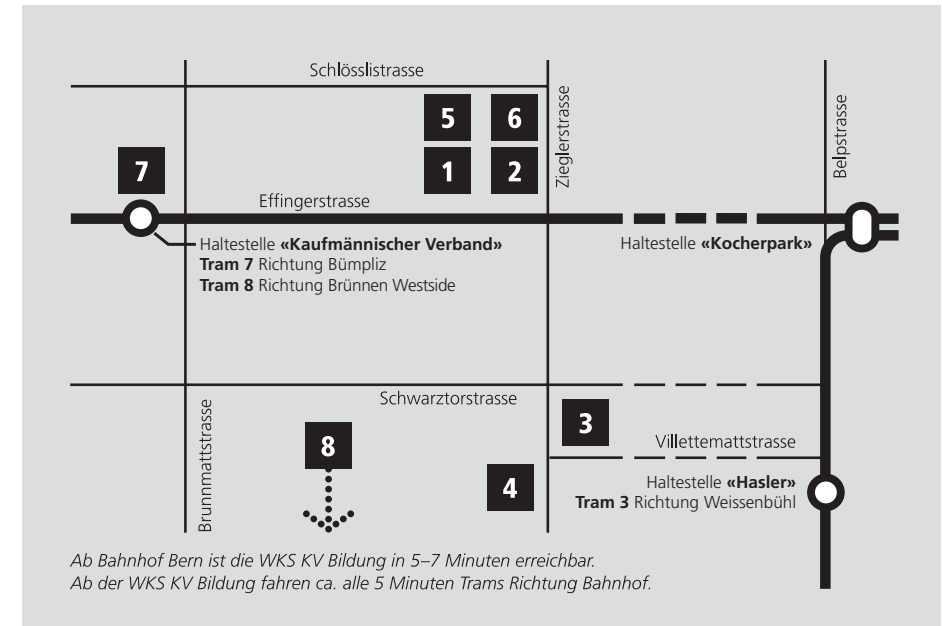 Schlösslistrasse
Zieglerstrasse
Belpstrasse
5
6
7
1
2
Effingerstrasse
Haltestelle «Kaufmännischer Verband»
Tram 7 Richtung Bümpliz
Tram 8 Richtung Brünnen Westside
Haltestelle «Kocherpark»
Schwarztorstrasse
Brunnmattstrasse
8
3
Villettemattstrasse
4
Haltestelle «Hasler»
Tram 3 Richtung Weissenbühl
Ab Bahnhof Bern ist die WKS KV Bildung in 5–7 Minuten erreichbar.
Ab der WKS KV Bildung fahren ca. alle 5 Minuten Trams Richtung Bahnhof.